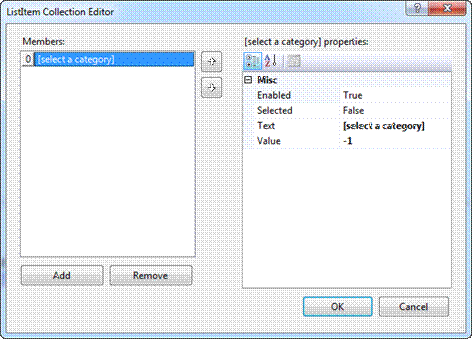 ListItem Collection Editor
Members:
[select a category] properties:
0 [select a category]
Misc
Enabled True
Selected False
Text [select a category]
Value -1
Add Remove
OK Cancel